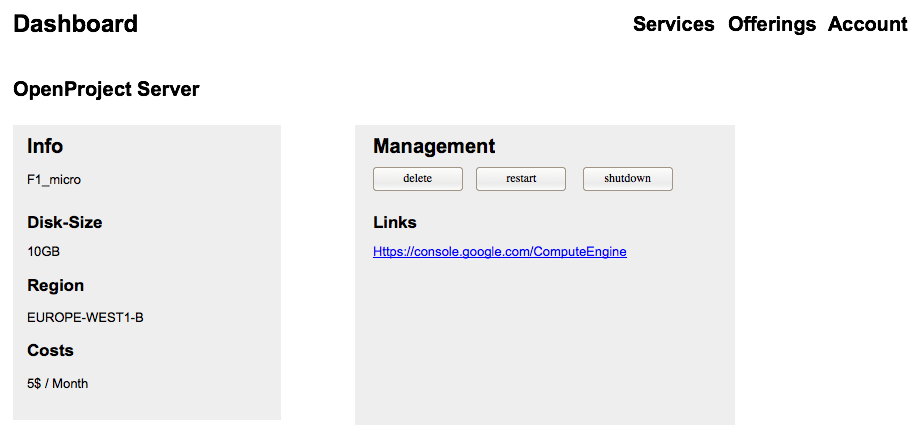 Dashboard
Services Offerings Account
OpenProject Server
Info
F1_micro
Disk-Size
10GB
Region
EUROPE-WEST1-B
Costs
5$ / Month
Management
delete restart shutdown
Links
Https://console.google.com/ComputeEngine